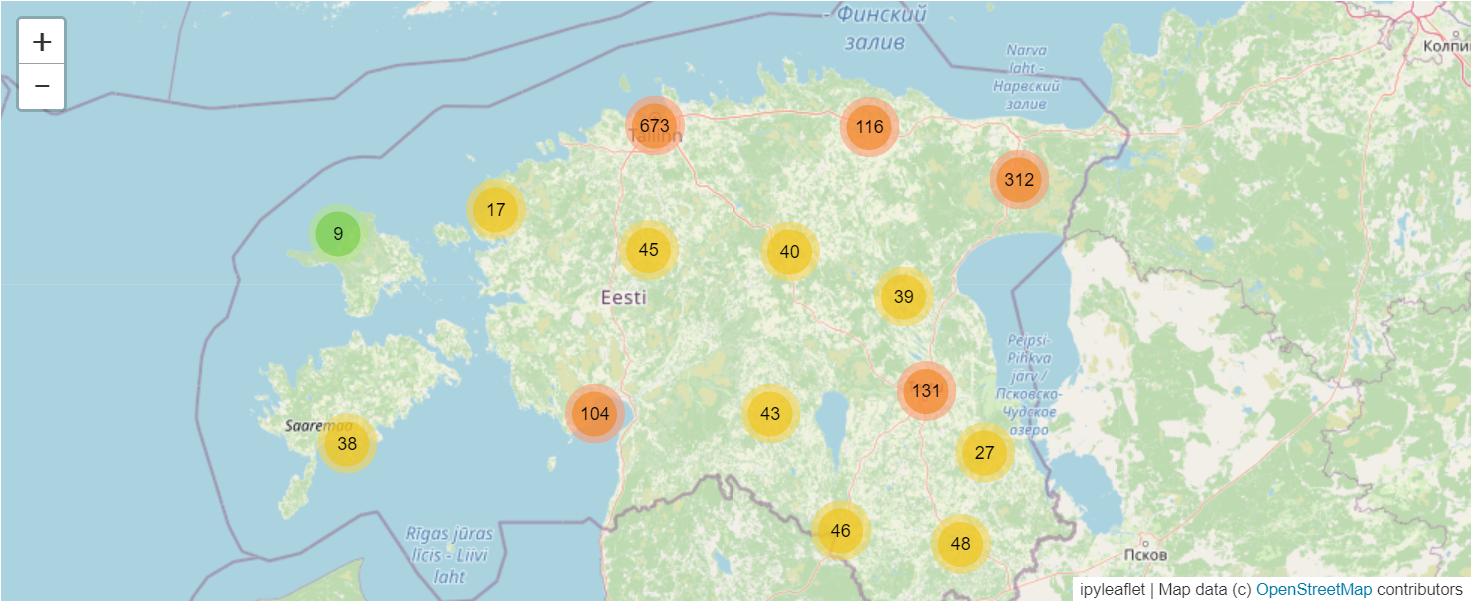 +
−
- Финский
залив
Narva
laht -
Нарвский
залив
Колпин
673
Tallinn
116
312
17
9
45
40
Eesti
39
Peipsi-
Pihkva
järv /
Псковско-
Чудское
озеро
131
104
43
Saaremaa
38
27
46
48
Rīgas jūras
līcis - Liivi
laht
Псков
ipyleaflet | Map data (c) OpenStreetMap contributors